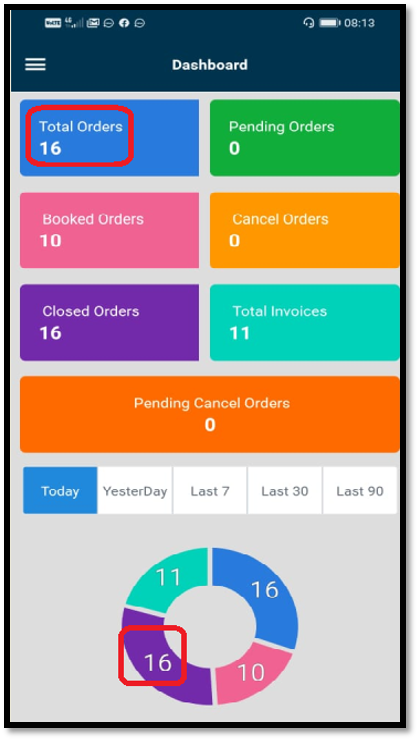 08:13
Dashboard
Total Orders
16
Pending Orders
0
Booked Orders
10
Cancel Orders
0
Closed Orders
16
Total Invoices
11
Pending Cancel Orders
0
Today YesterDay Last 7 Last 30 Last 90
11 16
16 10